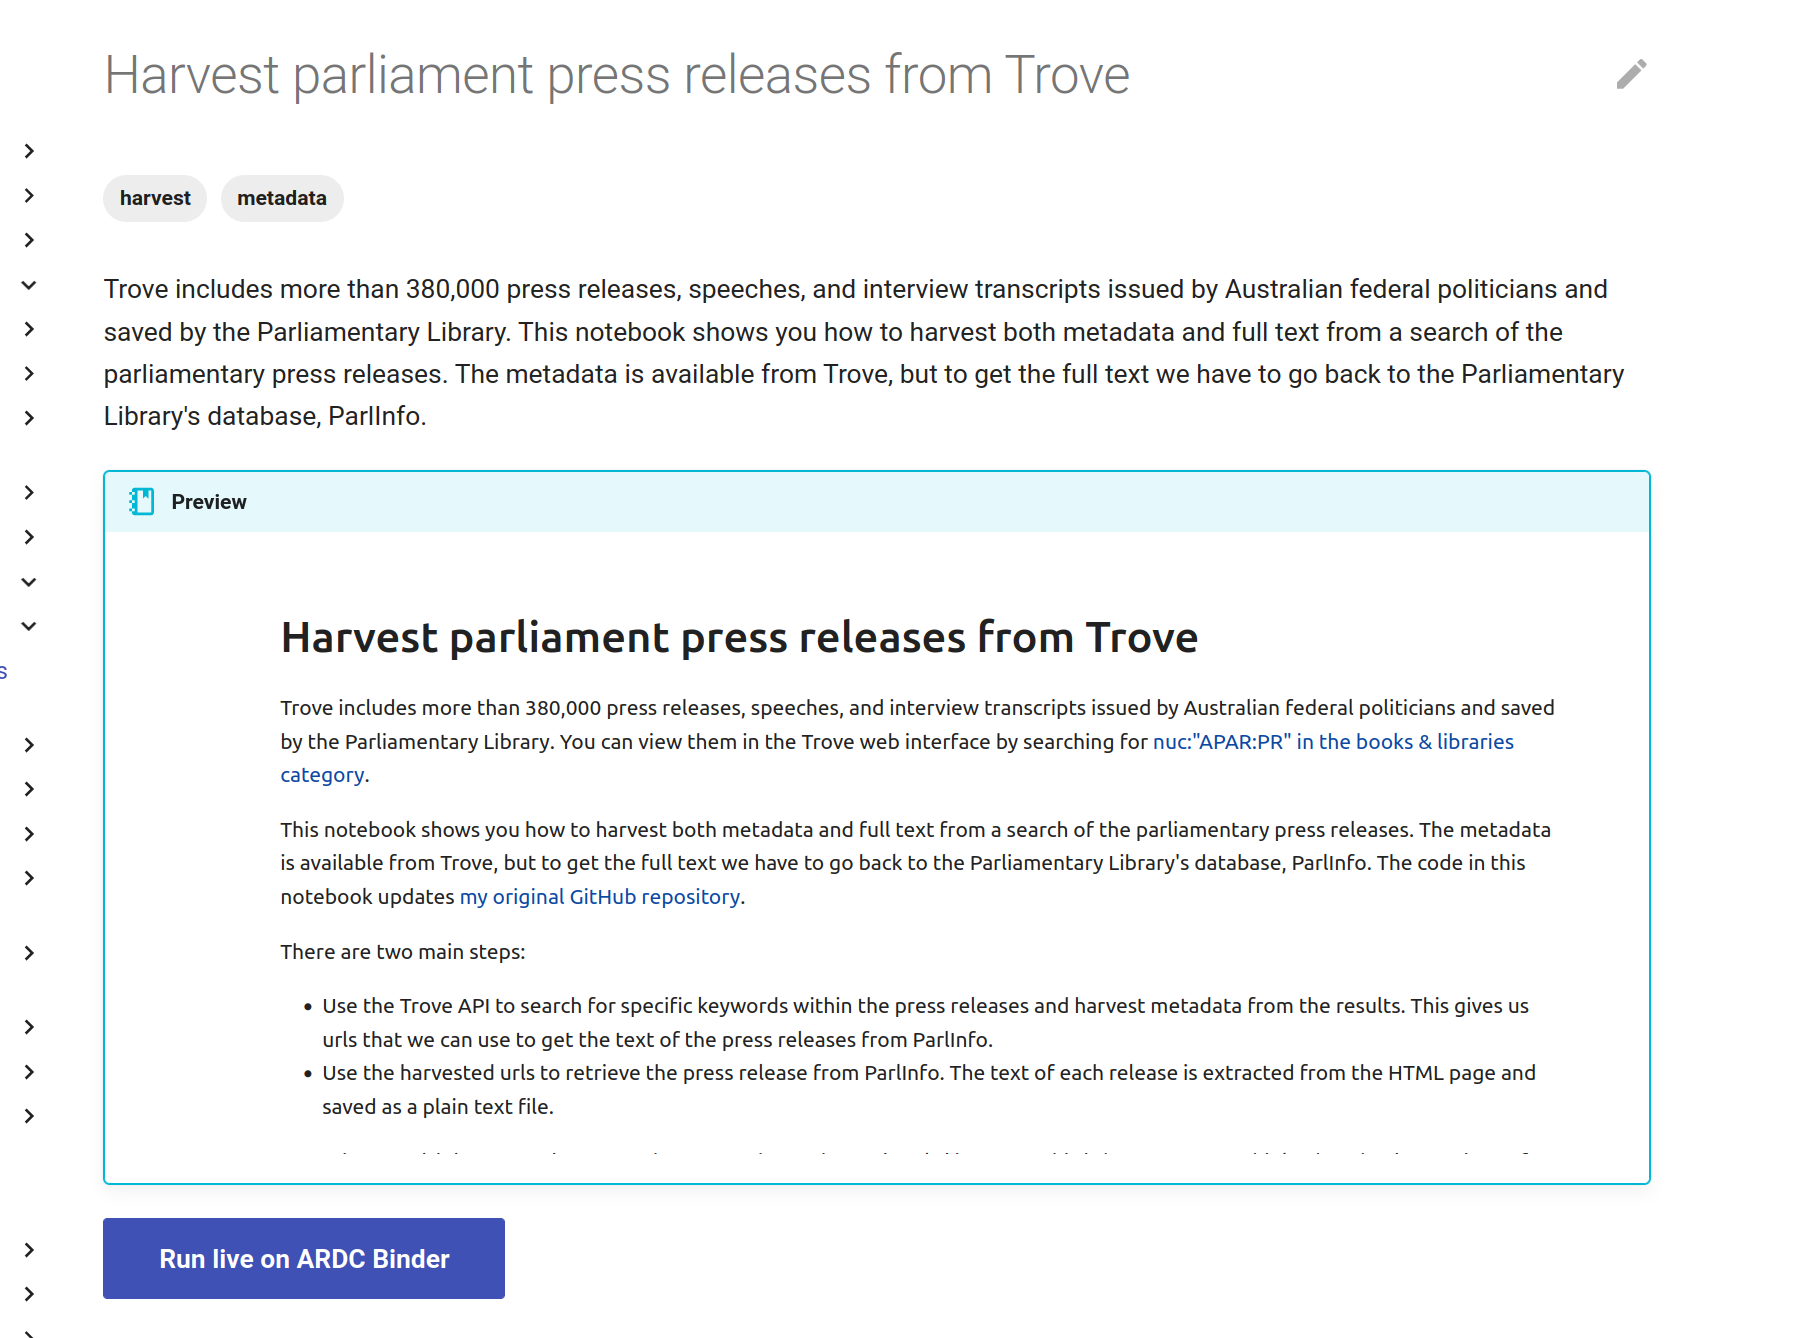 Harvest parliament press releases from Trove
harvest metadata
Trove includes more than 380,000 press releases, speeches, and interview transcripts issued by Australian federal politicians and
saved by the Parliamentary Library. This notebook shows you how to harvest both metadata and full text from a search of the
parliamentary press releases. The metadata is available from Trove, but to get the full text we have to go back to the Parliamentary
Library's database, ParlInfo.
Preview
Harvest parliament press releases from Trove
Trove includes more than 380,000 press releases, speeches, and interview transcripts issued by Australian federal politicians and saved
by the Parliamentary Library. You can view them in the Trove web interface by searching for nuc:"APAR:PR" in the books & libraries
category.
This notebook shows you how to harvest both metadata and full text from a search of the parliamentary press releases. The metadata
is available from Trove, but to get the full text we have to go back to the Parliamentary Library's database, ParlInfo. The code in this
notebook updates my original GitHub repository.
There are two main steps:
• Use the Trove API to search for specific keywords within the press releases and harvest metadata from the results. This gives us
urls that we can use to get the text of the press releases from ParlInfo.
• Use the harvested urls to retrieve the press release from ParlInfo. The text of each release is extracted from the HTML page and
saved as a plain text file.
Run live on ARDC Binder